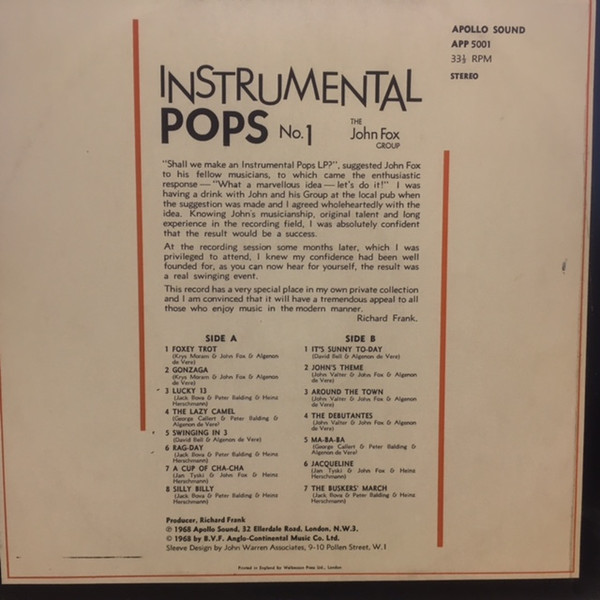 APOLLO SOUND
APP 5001
33⅓ RPM
STEREO
INSTRUMENTAL
POPS No. 1 THE John Fox GROUP
"Shall we make an Instrumental Pops LP?", suggested John Fox
to his fellow musicians, to which came the enthusiastic
response — "What a marvellous idea — let's do it!" I was
having a drink with John and his Group at the local pub when
the suggestion was made and I agreed wholeheartedly with the
idea. Knowing John's musicianship, original talent and long
experience in the recording field, I was absolutely confident
that the result would be a success.
At the recording session some months later, which I was
privileged to attend, I knew my confidence had been well
founded for, as you can now hear for yourself, the result was
a real swinging event.
This record has a very special place in my own private collection
and I am convinced that it will have a tremendous appeal to all
those who enjoy music in the modern manner.
Richard Frank.
SIDE A
1 FOXEY TROT
(Krys Moram & John Fox & Algenon
de Vere)
2 GONZAGA
(Krys Moram & John Fox & Algenon
de Vere)
3 LUCKY 13
(Jack Bova & Peter Balding & Heinz
Herschmann)
4 THE LAZY CAMEL
(George Callert & Peter Balding &
Algenon de Vere)
5 SWINGING IN 3
(David Bell & Algenon de Vere)
6 RAG-DAY
(Jack Bova & Peter Balding & Heinz
Herschmann)
7 A CUP OF CHA-CHA
(Jan Tyski & John Fox & Heinz
Herschmann)
8 SILLY BILLY
(Jack Bova & Peter Balding & Heinz
Herschmann)
SIDE B
1 IT'S SUNNY TO-DAY
(David Bell & Algenon de Vere)
2 JOHN'S THEME
(John Valter & John Fox & Algenon
de Vere)
3 AROUND THE TOWN
(John Valter & John Fox & Algenon
de Vere)
4 THE DEBUTANTES
(John Valter & John Fox & Algenon
de Vere)
5 MA-BA-BA
(George Callert & Peter Balding &
Algenon de Vere)
6 JACQUELINE
(Jan Tyski & John Fox & Heinz
Herschmann)
7 THE BUSKERS' MARCH
(Jack Bova & Peter Balding & Heinz
Herschmann)
Producer, Richard Frank
℗ 1968 Apollo Sound, 32 Ellerdale Road, London, N.W.3.
© 1968 by B.V.F. Anglo-Continental Music Co. Ltd.
Sleeve Design by John Warren Associates, 9-10 Pollen Street, W.1
Printed in England by Wallmason Press Ltd., London